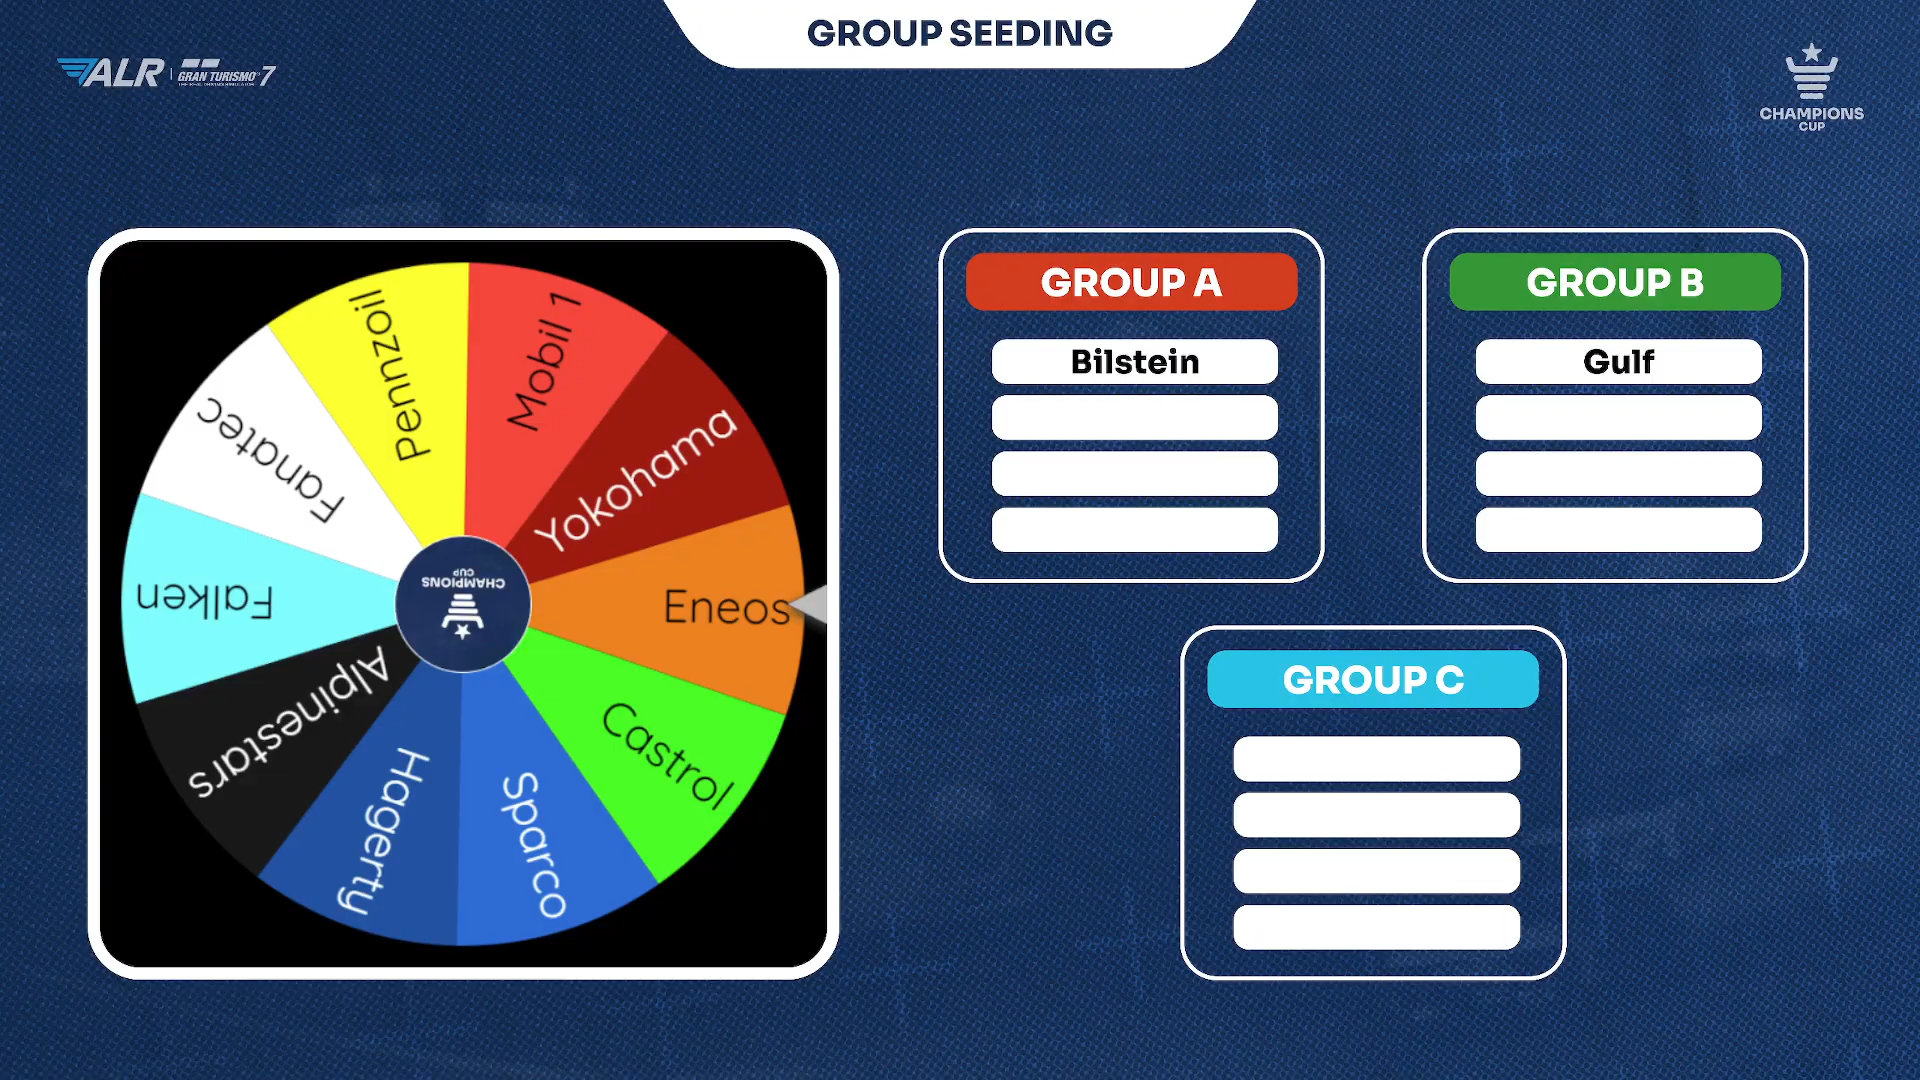 GROUP SEEDING
ALR
GRAN TURISMO 7
CHAMPIONS
CUP
Pennzoil
Mobil 1
Yokohama
Eneos
Castrol
Sparco
Hagerty
Alpinestars
Falken
Fanatec
CHAMPIONS
CUP
GROUP A
Bilstein
GROUP B
Gulf
GROUP C